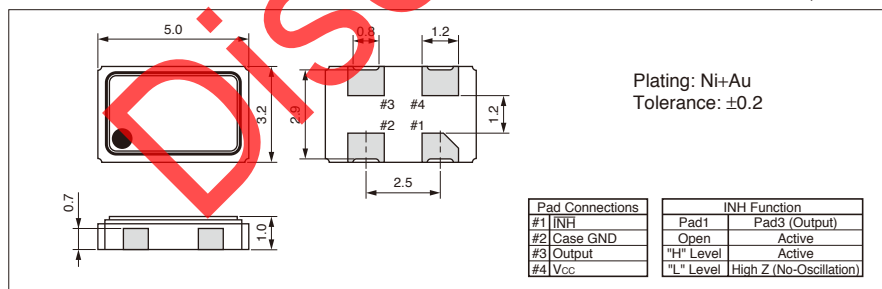 5.0
0.8
1.2
Disc
Plating: Ni+Au
Tolerance: ±0.2
3.2
2.9
#3 #4
#2 #1
1.2
2.5
0.7
1.0
Pad Connections
#1 INH
#2 Case GND
#3 Output
#4 Vcc
INH Function
Pad1 Pad3 (Output)
Open Active
"H" Level Active
"L" Level High Z (No-Oscillation)